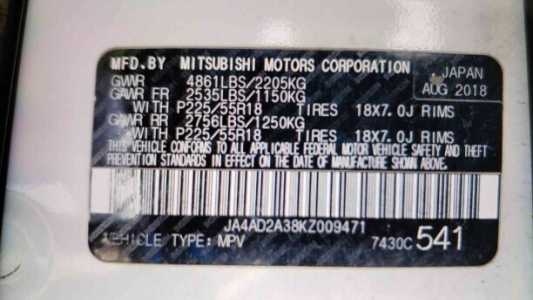 MFD.BY MITSUBISHI MOTORS CORPORATION
JAPAN
GVWR 4861LBS/2205KG
AUG 2018
GAWR FR 2535LBS/1150KG
WITH P225/55R18 TIRES 18X7.0J RIMS
GAWR RR 2756LBS/1250KG
WITH P225/55R18 TIRES 18X7.0J RIMS
THIS VEHICLE CONFORMS TO ALL APPLICABLE FEDERAL MOTOR VEHICLE SAFETY AND THEFT
PREVENTION STANDARDS IN EFFECT ON THE DATE OF MANUFACTURE SHOWN ABOVE.
JA4AD2A38KZ009471
VEHICLE TYPE: MPV 7430C 541